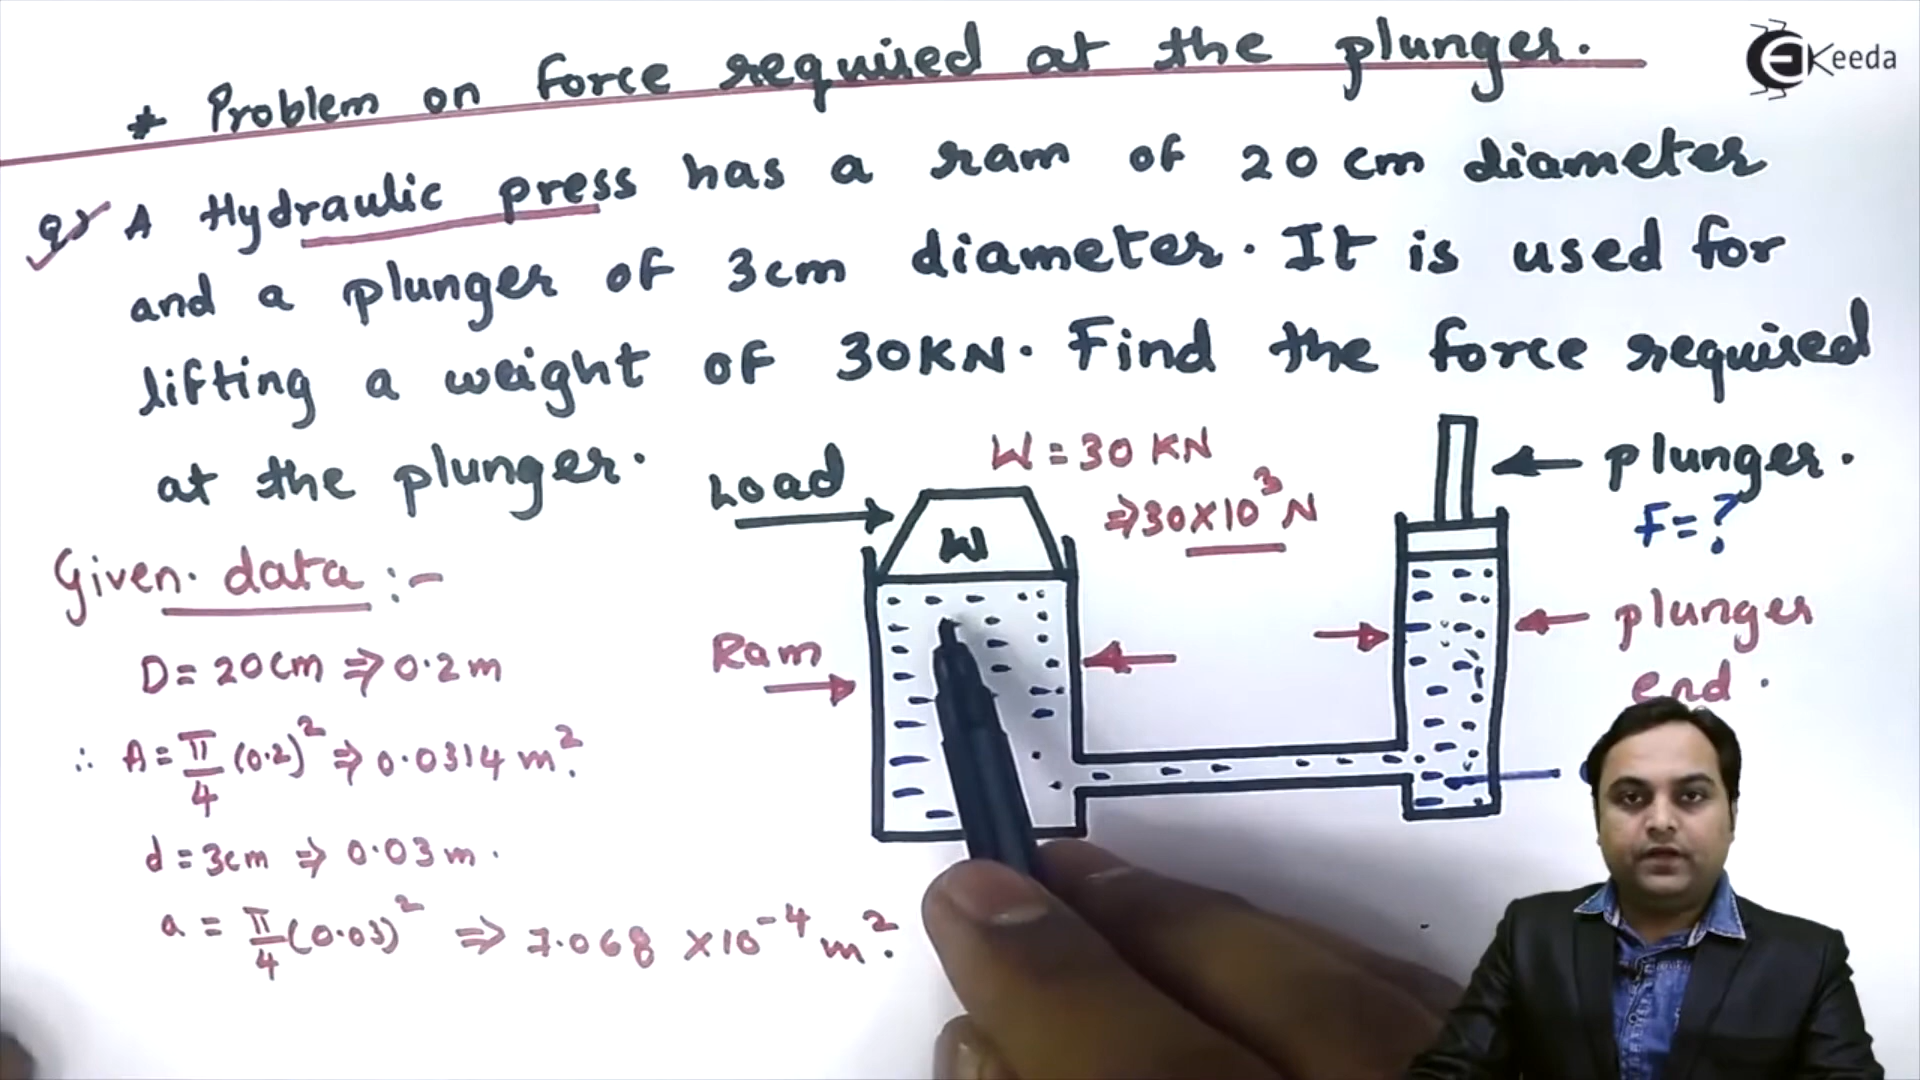 * Problem on force required at the plunger.
EKeeda
Q> A Hydraulic press has a ram of 20 cm diameter
and a plunger of 3cm diameter. It is used for
lifting a weight of 30KN. Find the force required
at the plunger.
Load
W = 30 KN
⇒30×10³ N
W
plunger.
F = ?
Given data :-
D = 20cm ⇒ 0.2 m
Ram
plunger
end.
∴ A = π/4 (0.2)² ⇒ 0.0314 m².
d = 3cm ⇒ 0.03 m.
a = π/4 (0.03)² ⇒ 7.068 ×10⁻⁴ m².